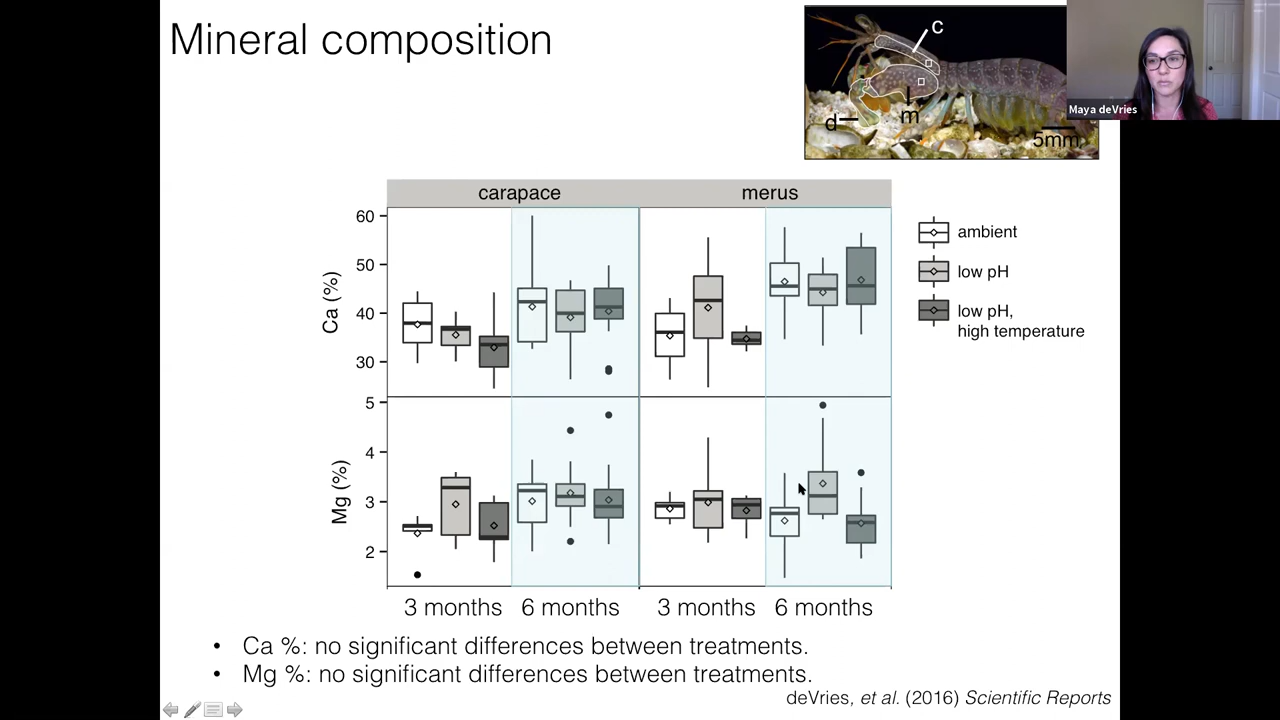 Mineral composition
c
d
m
5mm
Maya deVries
carapace
merus
60
50
40
30
Ca (%)
5
4
3
2
Mg (%)
3 months
6 months
3 months
6 months
ambient
low pH
low pH,
high temperature
• Ca %: no significant differences between treatments.
• Mg %: no significant differences between treatments.
deVries, et al. (2016) Scientific Reports